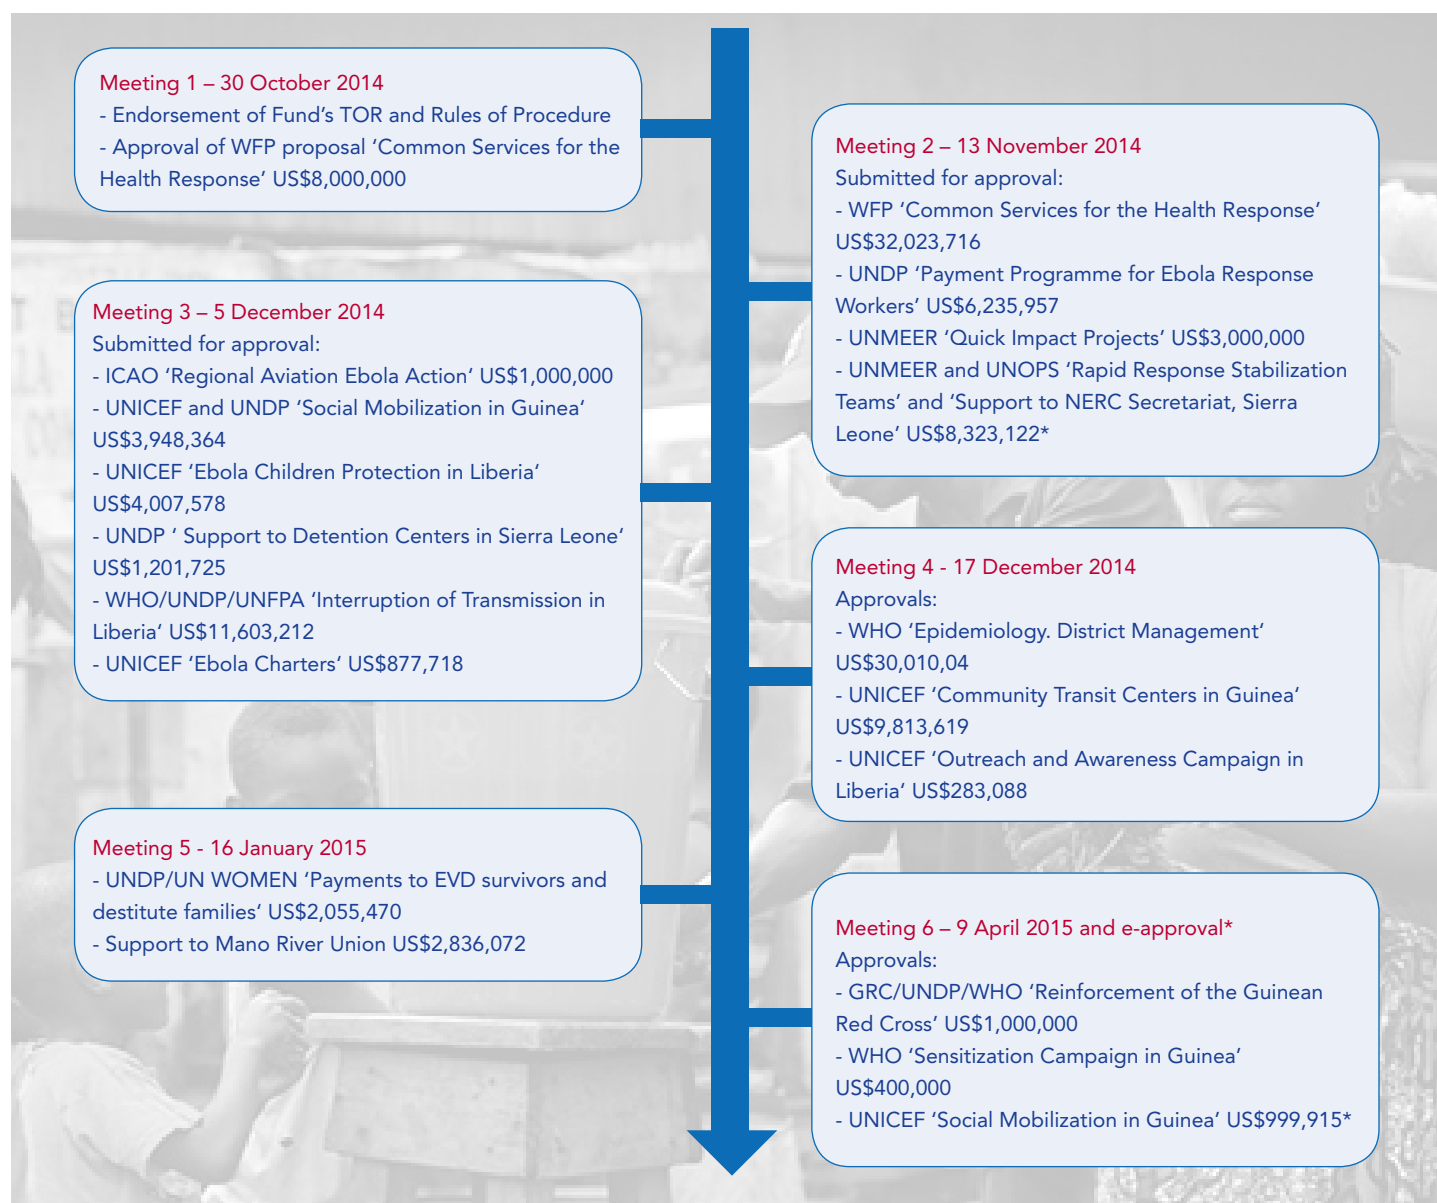 Meeting 1 – 30 October 2014
- Endorsement of Fund’s TOR and Rules of Procedure
- Approval of WFP proposal ‘Common Services for the
Health Response’ US$8,000,000
Meeting 2 – 13 November 2014
Submitted for approval:
- WFP ‘Common Services for the Health Response’
US$32,023,716
- UNDP ‘Payment Programme for Ebola Response
Workers’ US$6,235,957
- UNMEER ‘Quick Impact Projects’ US$3,000,000
- UNMEER and UNOPS ‘Rapid Response Stabilization
Teams’ and ‘Support to NERC Secretariat, Sierra
Leone’ US$8,323,122*
Meeting 3 – 5 December 2014
Submitted for approval:
- ICAO ‘Regional Aviation Ebola Action‘ US$1,000,000
- UNICEF and UNDP ‘Social Mobilization in Guinea‘
US$3,948,364
- UNICEF ‘Ebola Children Protection in Liberia‘
US$4,007,578
- UNDP ‘ Support to Detention Centers in Sierra Leone‘
US$1,201,725
- WHO/UNDP/UNFPA ‘Interruption of Transmission in
Liberia‘ US$11,603,212
- UNICEF ‘Ebola Charters‘ US$877,718
Meeting 4 - 17 December 2014
Approvals:
- WHO ‘Epidemiology. District Management‘
US$30,010,04
- UNICEF ‘Community Transit Centers in Guinea‘
US$9,813,619
- UNICEF ‘Outreach and Awareness Campaign in
Liberia‘ US$283,088
Meeting 5 - 16 January 2015
- UNDP/UN WOMEN ‘Payments to EVD survivors and
destitute families‘ US$2,055,470
- Support to Mano River Union US$2,836,072
Meeting 6 – 9 April 2015 and e-approval*
Approvals:
- GRC/UNDP/WHO ‘Reinforcement of the Guinean
Red Cross’ US$1,000,000
- WHO ‘Sensitization Campaign in Guinea’
US$400,000
- UNICEF ‘Social Mobilization in Guinea’ US$999,915*